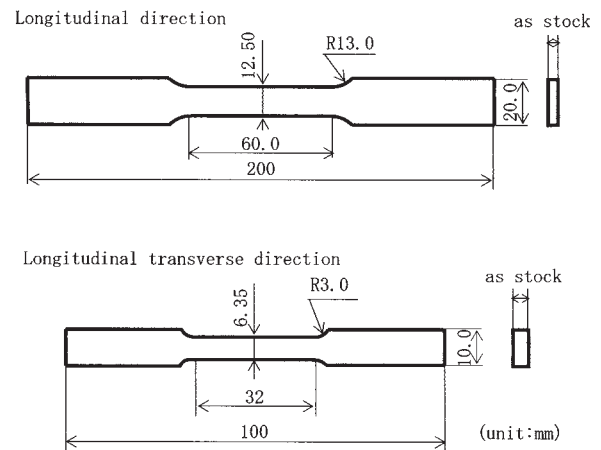 Longitudinal direction
as stock
R13.0
12.50
20.0
60.0
200
Longitudinal transverse direction
as stock
R3.0
6.35
10.0
32
100
(unit:mm)